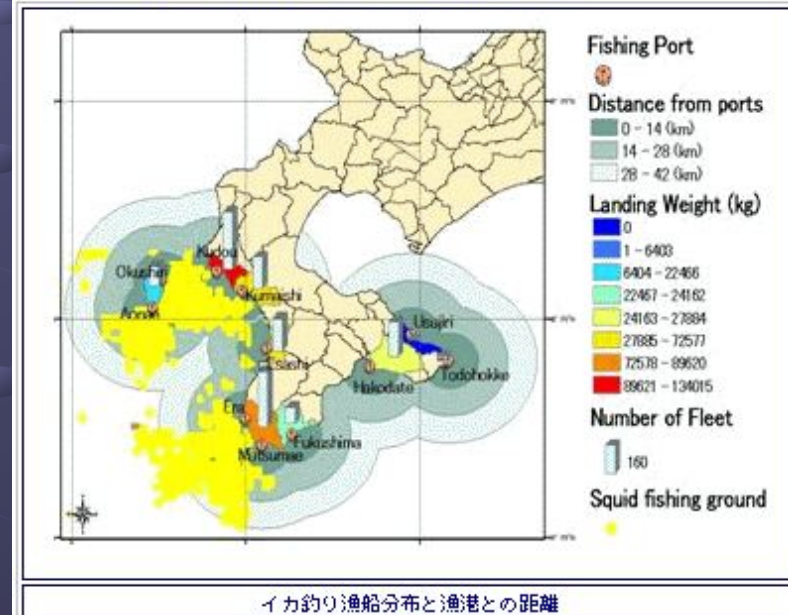 Fishing Port
Distance from ports
0 - 14 (km)
14 - 28 (km)
28 - 42 (km)
Landing Weight (kg)
0
1 - 6403
6404 - 22466
22467 - 24162
24163 - 27884
27885 - 72577
72578 - 89620
89621 - 134015
Number of Fleet
160
Squid fishing ground
Kudou
Okushiri
Kumaishi
Aonae
Usujiri
Esashi
Todohokke
Hakodate
Era
Fukushima
Matsumae
イカ釣り漁船分布と漁港との距離